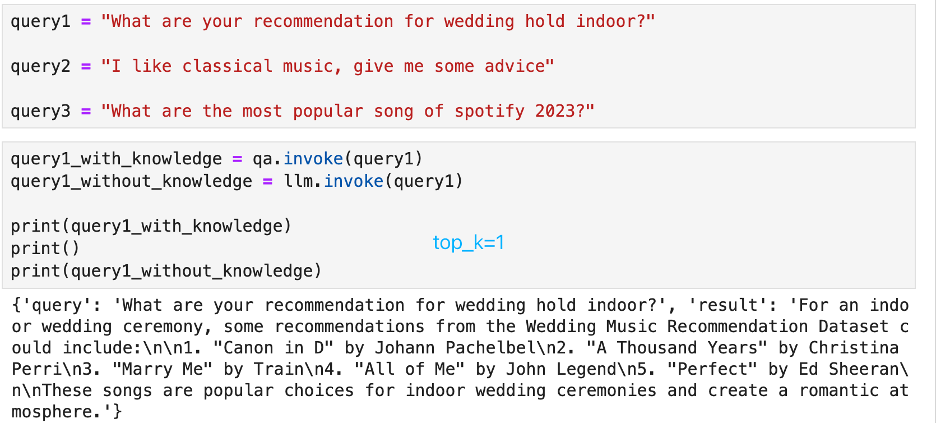 query1 = "What are your recommendation for wedding hold indoor?"
query2 = "I like classical music, give me some advice"
query3 = "What are the most popular song of spotify 2023?"
query1_with_knowledge = qa.invoke(query1)
query1_without_knowledge = llm.invoke(query1)
print(query1_with_knowledge)
print()
top_k=1
print(query1_without_knowledge)
{'query': 'What are your recommendation for wedding hold indoor?', 'result': 'For an indo
or wedding ceremony, some recommendations from the Wedding Music Recommendation Dataset c
ould include:\n\n1. "Canon in D" by Johann Pachelbel\n2. "A Thousand Years" by Christina
Perri\n3. "Marry Me" by Train\n4. "All of Me" by John Legend\n5. "Perfect" by Ed Sheeran\
n\nThese songs are popular choices for indoor wedding ceremonies and create a romantic at
mosphere.'}